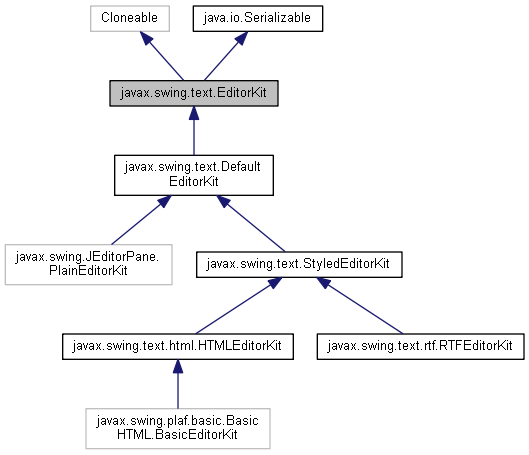 Cloneable
java.io.Serializable
javax.swing.text.EditorKit
javax.swing.text.Default
EditorKit
javax.swing.JEditorPane.
PlainEditorKit
javax.swing.text.StyledEditorKit
javax.swing.text.html.HTMLEditorKit
javax.swing.text.rtf.RTFEditorKit
javax.swing.plaf.basic.Basic
HTML.BasicEditorKit